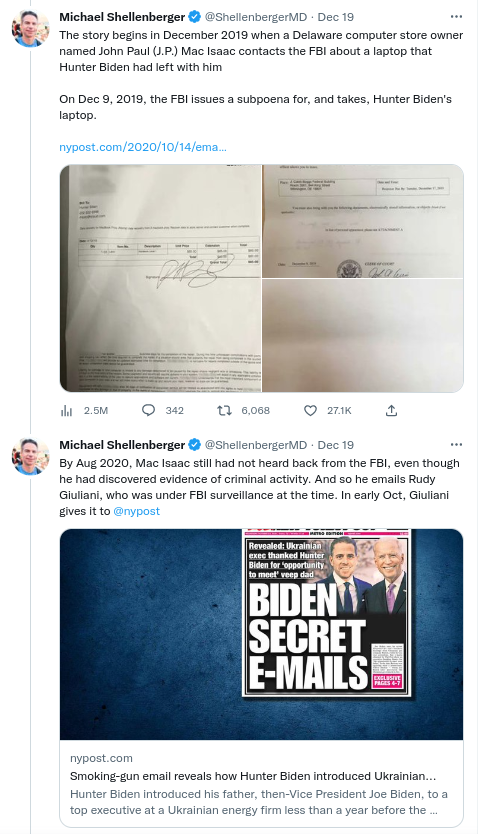 Michael Shellenberger @ShellenbergerMD · Dec 19
The story begins in December 2019 when a Delaware computer store owner
named John Paul (J.P.) Mac Isaac contacts the FBI about a laptop that
Hunter Biden had left with him
On Dec 9, 2019, the FBI issues a subpoena for, and takes, Hunter Biden's
laptop.
nypost.com/2020/10/14/ema...
2.5M 342 6,068 27.1K
Michael Shellenberger @ShellenbergerMD · Dec 19
By Aug 2020, Mac Isaac still had not heard back from the FBI, even though
he had discovered evidence of criminal activity. And so he emails Rudy
Giuliani, who was under FBI surveillance at the time. In early Oct, Giuliani
gives it to @nypost
METRO EDITION
Revealed: Ukrainian
exec thanked Hunter
Biden for 'opportunity
to meet' veep dad
BIDEN
SECRET
E-MAILS
EXCLUSIVE
PAGES 4-7
nypost.com
Smoking-gun email reveals how Hunter Biden introduced Ukrainian...
Hunter Biden introduced his father, then-Vice President Joe Biden, to a
top executive at a Ukrainian energy firm less than a year before the ...